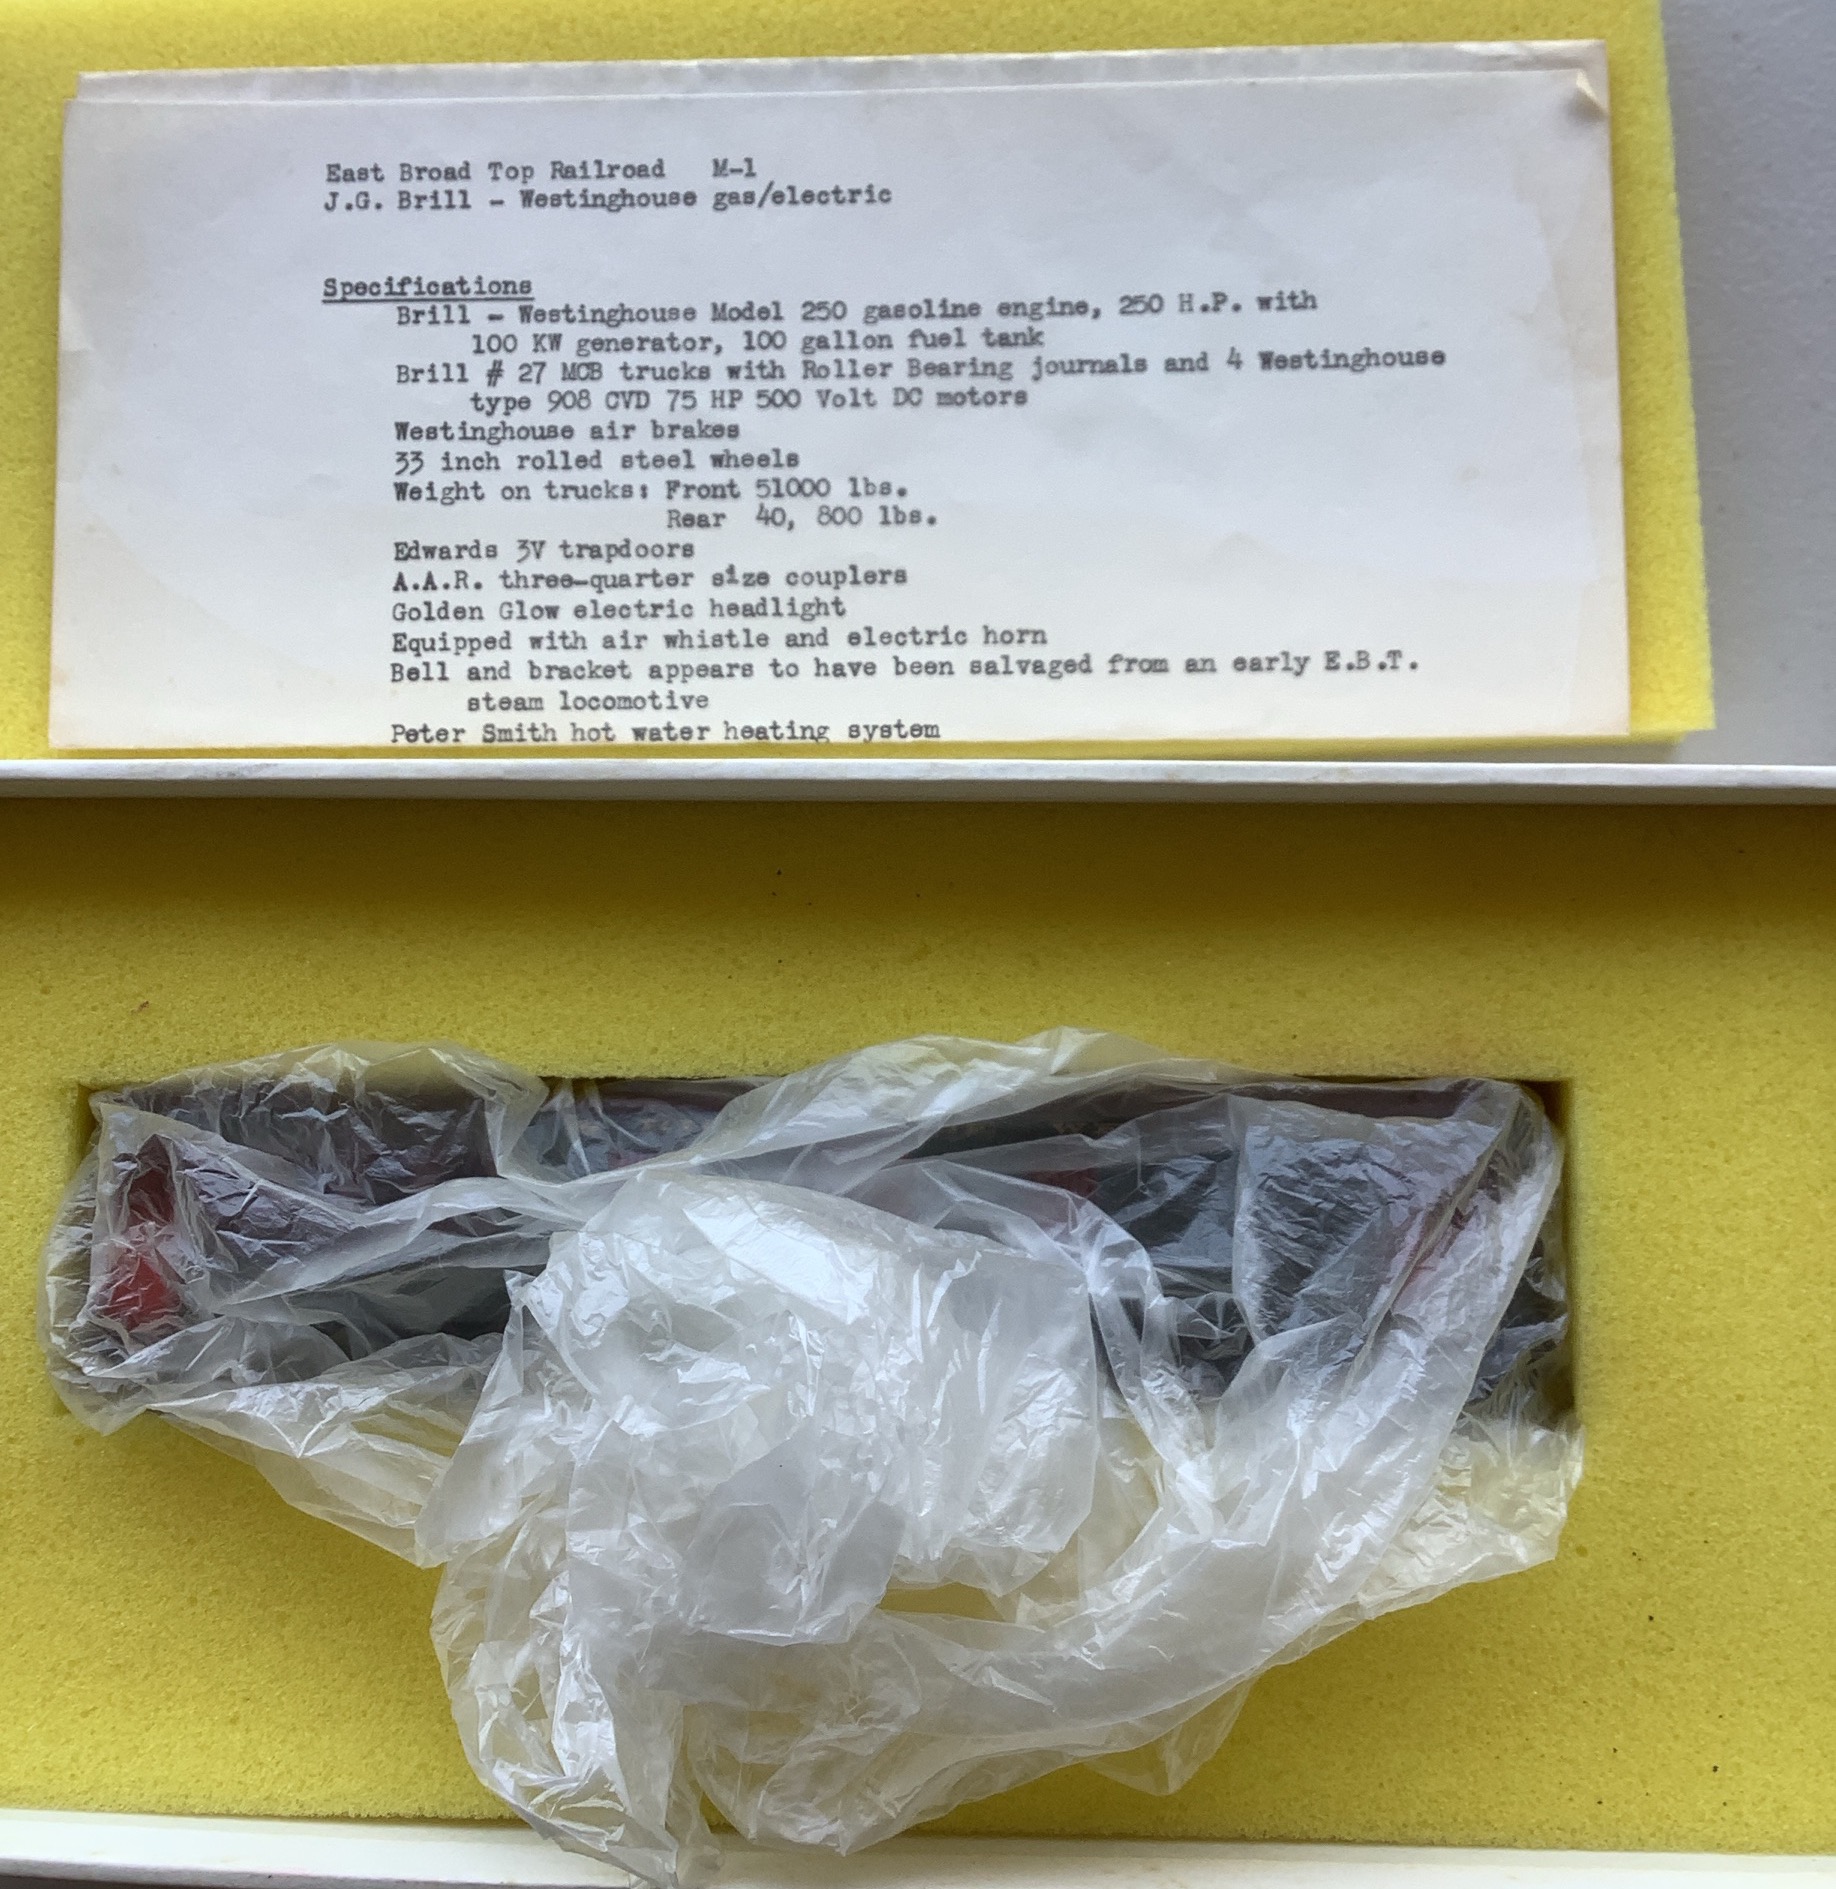 East Broad Top Railroad M-1
J.G. Brill - Westinghouse gas/electric
Specifications
Brill - Westinghouse Model 250 gasoline engine, 250 H.P. with
100 KW generator, 100 gallon fuel tank
Brill # 27 MCB trucks with Roller Bearing journals and 4 Westinghouse
type 908 CVD 75 HP 500 Volt DC motors
Westinghouse air brakes
33 inch rolled steel wheels
Weight on trucks: Front 51000 lbs.
Rear 40, 800 lbs.
Edwards 3V trapdoors
A.A.R. three-quarter size couplers
Golden Glow electric headlight
Equipped with air whistle and electric horn
Bell and bracket appears to have been salvaged from an early E.B.T.
steam locomotive
Peter Smith hot water heating system